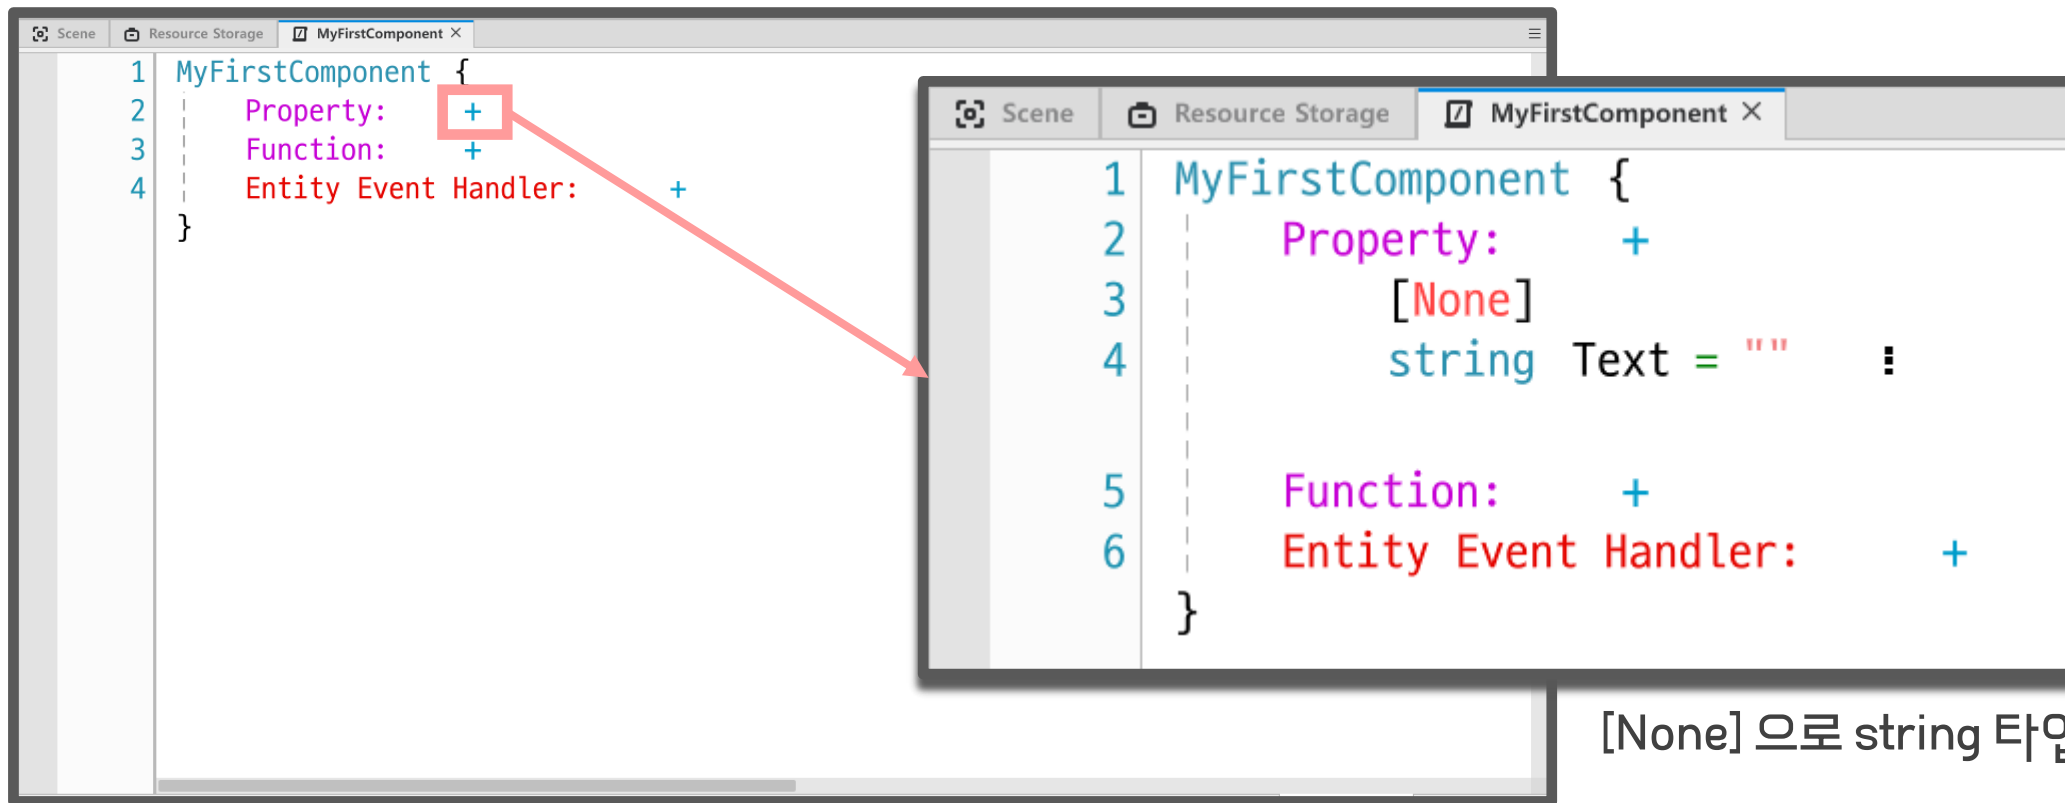 Scene Resource Storage MyFirstComponent
1 MyFirstComponent {
2 Property: +
3 Function: +
4 Entity Event Handler: +
}
Scene Resource Storage MyFirstComponent
1 MyFirstComponent {
2 Property: +
3 [None]
4 string Text = ""
5 Function: +
6 Entity Event Handler: +
}
[None] 으로 string